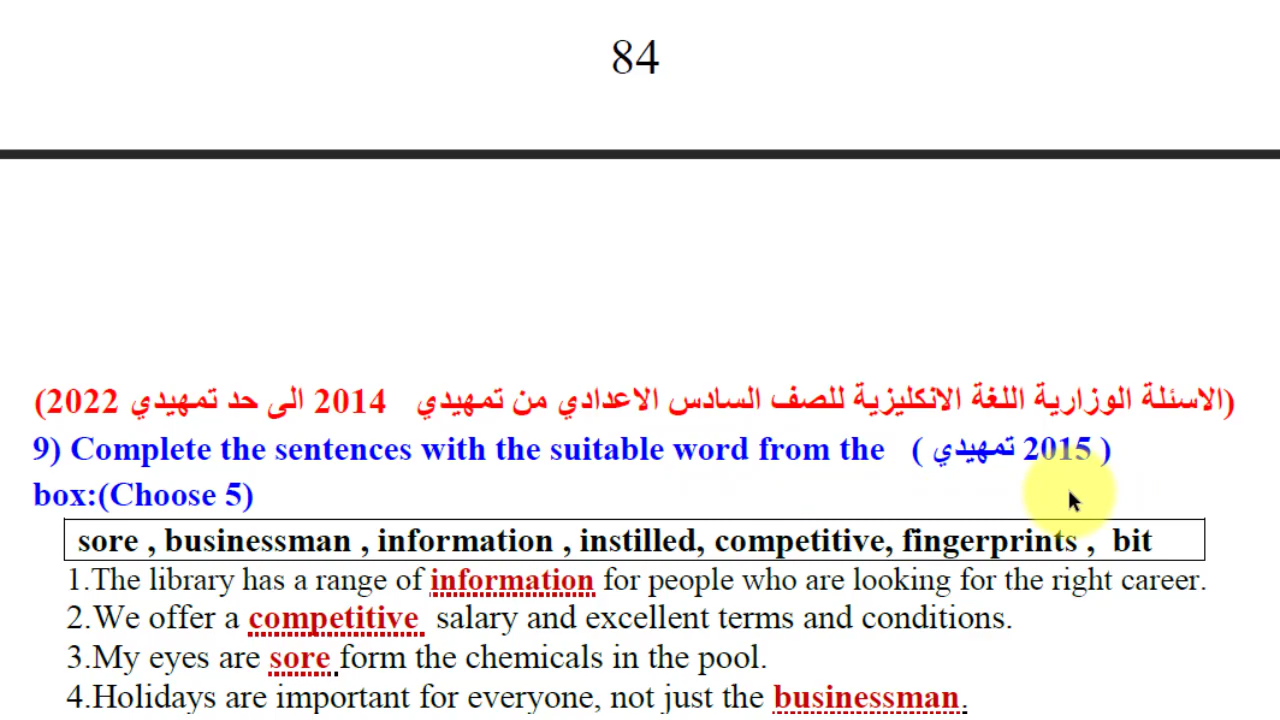 84
(الاسئلة الوزارية اللغة الانكليزية للصف السادس الاعدادي من تمهيدي 2014 الى حد تمهيدي 2022)
9) Complete the sentences with the suitable word from the ( 2015 تمهيدي )
box:(Choose 5)
sore , businessman , information , instilled, competitive, fingerprints , bit
1.The library has a range of information for people who are looking for the right career.
2.We offer a competitive salary and excellent terms and conditions.
3.My eyes are sore form the chemicals in the pool.
4.Holidays are important for everyone, not just the businessman.